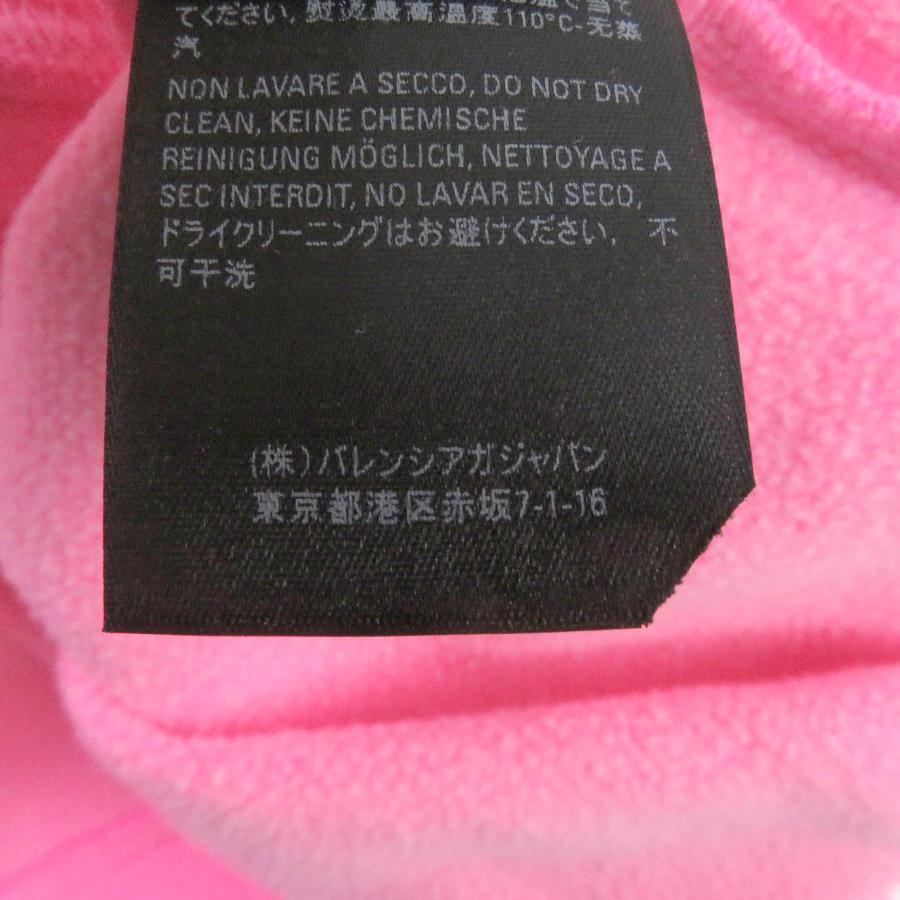 てください, 熨烫最高温度110°C-无蒸
汽
NON LAVARE A SECCO, DO NOT DRY
CLEAN, KEINE CHEMISCHE
REINIGUNG MÖGLICH, NETTOYAGE A
SEC INTERDIT, NO LAVAR EN SECO,
ドライクリーニングはお避けください, 不
可干洗
(株)バレンシアガジャパン
東京都港区赤坂7-1-16